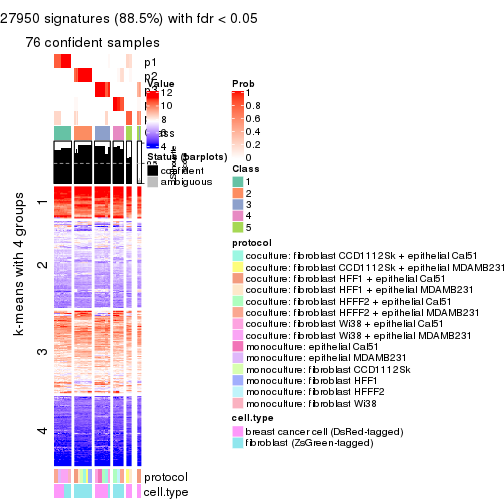 27950 signatures (88.5%) with fdr < 0.05
76 confident samples
p1
p2
Value
12
10
8
6
4
Status (barplots)
confident
ambiguous
k-means with 4 groups
1
2
3
4
protocol
cell.type
Prob
1
0.8
0.6
0.4
0.2
0
Class
1
2
3
4
5
protocol
coculture: fibroblast CCD1112Sk + epithelial Cal51
coculture: fibroblast CCD1112Sk + epithelial MDAMB231
coculture: fibroblast HFF1 + epithelial Cal51
coculture: fibroblast HFF1 + epithelial MDAMB231
coculture: fibroblast HFFF2 + epithelial Cal51
coculture: fibroblast HFFF2 + epithelial MDAMB231
coculture: fibroblast Wi38 + epithelial Cal51
coculture: fibroblast Wi38 + epithelial MDAMB231
monoculture: epithelial Cal51
monoculture: epithelial MDAMB231
monoculture: fibroblast CCD1112Sk
monoculture: fibroblast HFF1
monoculture: fibroblast HFFF2
monoculture: fibroblast Wi38
cell.type
breast cancer cell (DsRed-tagged)
fibroblast (ZsGreen-tagged)